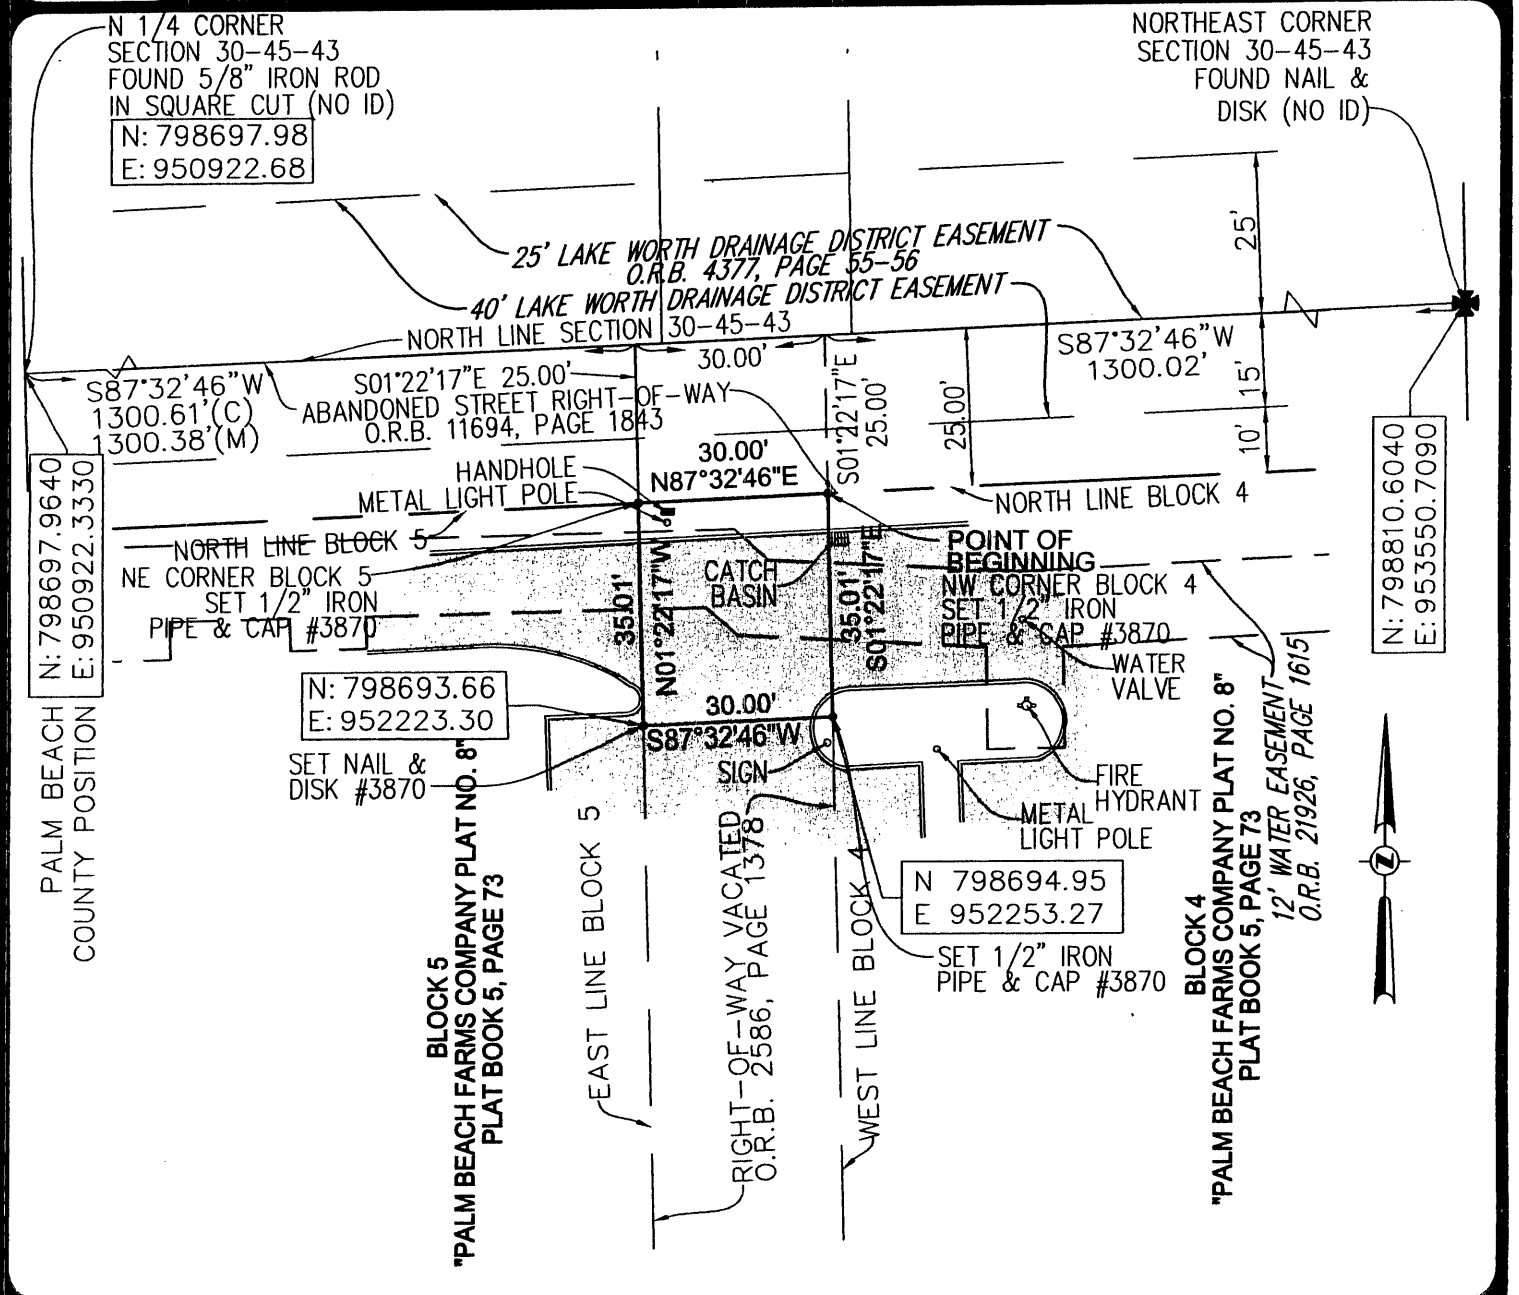 N 1/4 CORNER
SECTION 30-45-43
FOUND 5/8" IRON ROD
IN SQUARE CUT (NO ID)
N: 798697.98
E: 950922.68
NORTHEAST CORNER
SECTION 30-45-43
FOUND NAIL &
DISK (NO ID)
25' LAKE WORTH DRAINAGE DISTRICT EASEMENT
O.R.B. 4377, PAGE 55-56
40' LAKE WORTH DRAINAGE DISTRICT EASEMENT
25'
NORTH LINE SECTION 30-45-43
S87°32'46"W
1300.61'(C)
1300.38'(M)
S01°22'17"E 25.00'
ABANDONED STREET RIGHT-OF-WAY
O.R.B. 11694, PAGE 1843
30.00'
S01°22'17"E
25.00'
25.00'
S87°32'46"W
1300.02'
15'
10'
30.00'
N87°32'46"E
HANDHOLE
METAL LIGHT POLE
NORTH LINE BLOCK 5
NE CORNER BLOCK 5
SET 1/2" IRON
PIPE & CAP #3870
NORTH LINE BLOCK 4
POINT OF
BEGINNING
NW CORNER BLOCK 4
SET 1/2" IRON
PIPE & CAP #3870
CATCH
BASIN
35.01'
N01°22'17"W
35.01'
S01°22'17"E
WATER
VALVE
N: 798697.9640
E: 950922.3330
PALM BEACH
COUNTY POSITION
N: 798810.6040
E: 953550.7090
N: 798693.66
E: 952223.30
SET NAIL &
DISK #3870
30.00'
S87°32'46"W
SIGN
FIRE
HYDRANT
METAL
LIGHT POLE
N 798694.95
E 952253.27
SET 1/2" IRON
PIPE & CAP #3870
12' WATER EASEMENT
O.R.B. 21926, PAGE 1615
BLOCK 5
"PALM BEACH FARMS COMPANY PLAT NO. 8"
PLAT BOOK 5, PAGE 73
EAST LINE BLOCK 5
RIGHT-OF-WAY VACATED
O.R.B. 2586, PAGE 1378
WEST LINE BLOCK 4
BLOCK 4
"PALM BEACH FARMS COMPANY PLAT NO. 8"
PLAT BOOK 5, PAGE 73
N